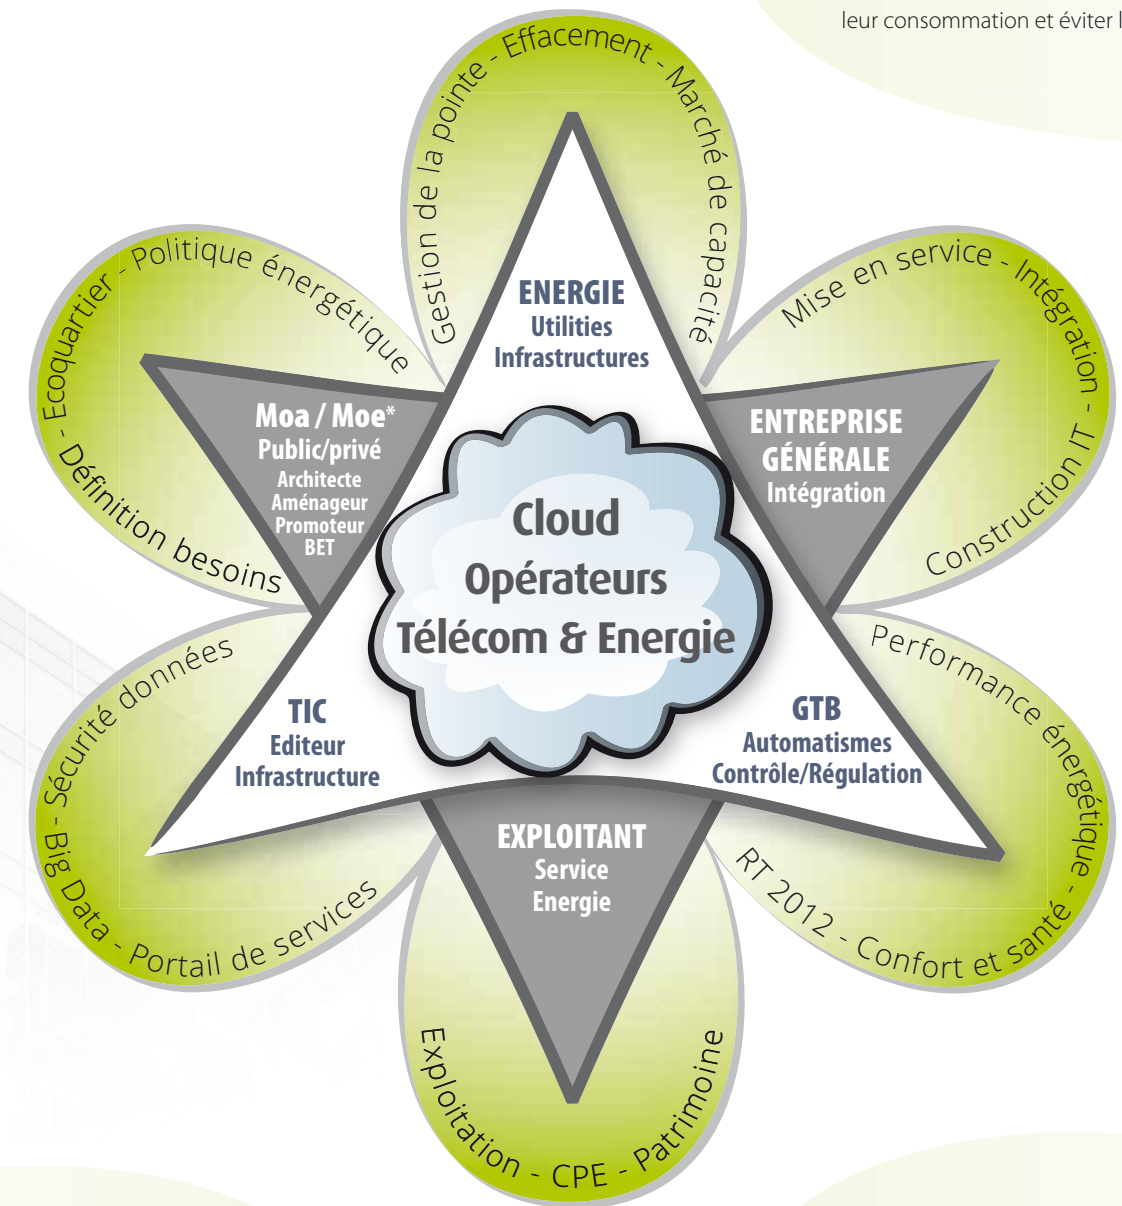 leur consommation et éviter l
Gestion de la pointe - Effacement - Marché de capacité
ENERGIE
Utilities
Infrastructures
Définition besoins - Ecoquartier - Politique énergétique
Moa / Moe*
Public/privé
Architecte
Aménageur
Promoteur
BET
Mise en service - Intégration - Construction IT
ENTREPRISE
GÉNÉRALE
Intégration
Cloud
Opérateurs
Télécom & Energie
Sécurité données - Big Data - Portail de services
TIC
Editeur
Infrastructure
Performance énergétique - RT 2012 - Confort et santé -
GTB
Automatismes
Contrôle/Régulation
EXPLOITANT
Service
Energie
Exploitation - CPE - Patrimoine